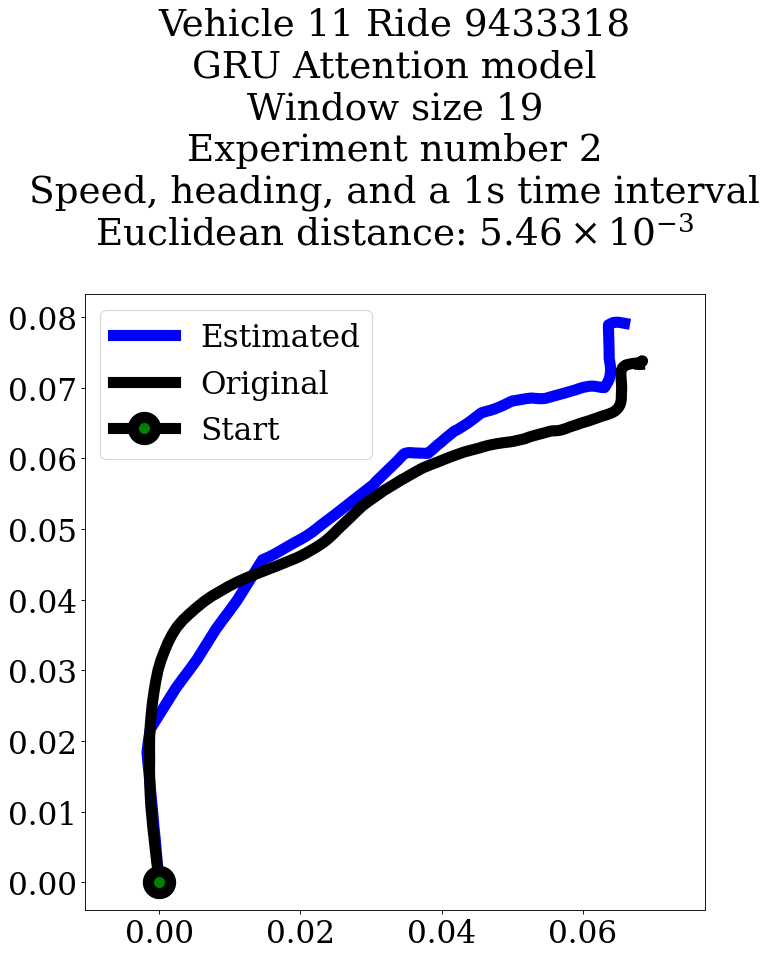 Vehicle 11 Ride 9433318
GRU Attention model
Window size 19
Experiment number 2
Speed, heading, and a 1s time interval
Euclidean distance: 5.46 × 10⁻³
Estimated
Original
Start
0.08
0.07
0.06
0.05
0.04
0.03
0.02
0.01
0.00
0.00 0.02 0.04 0.06